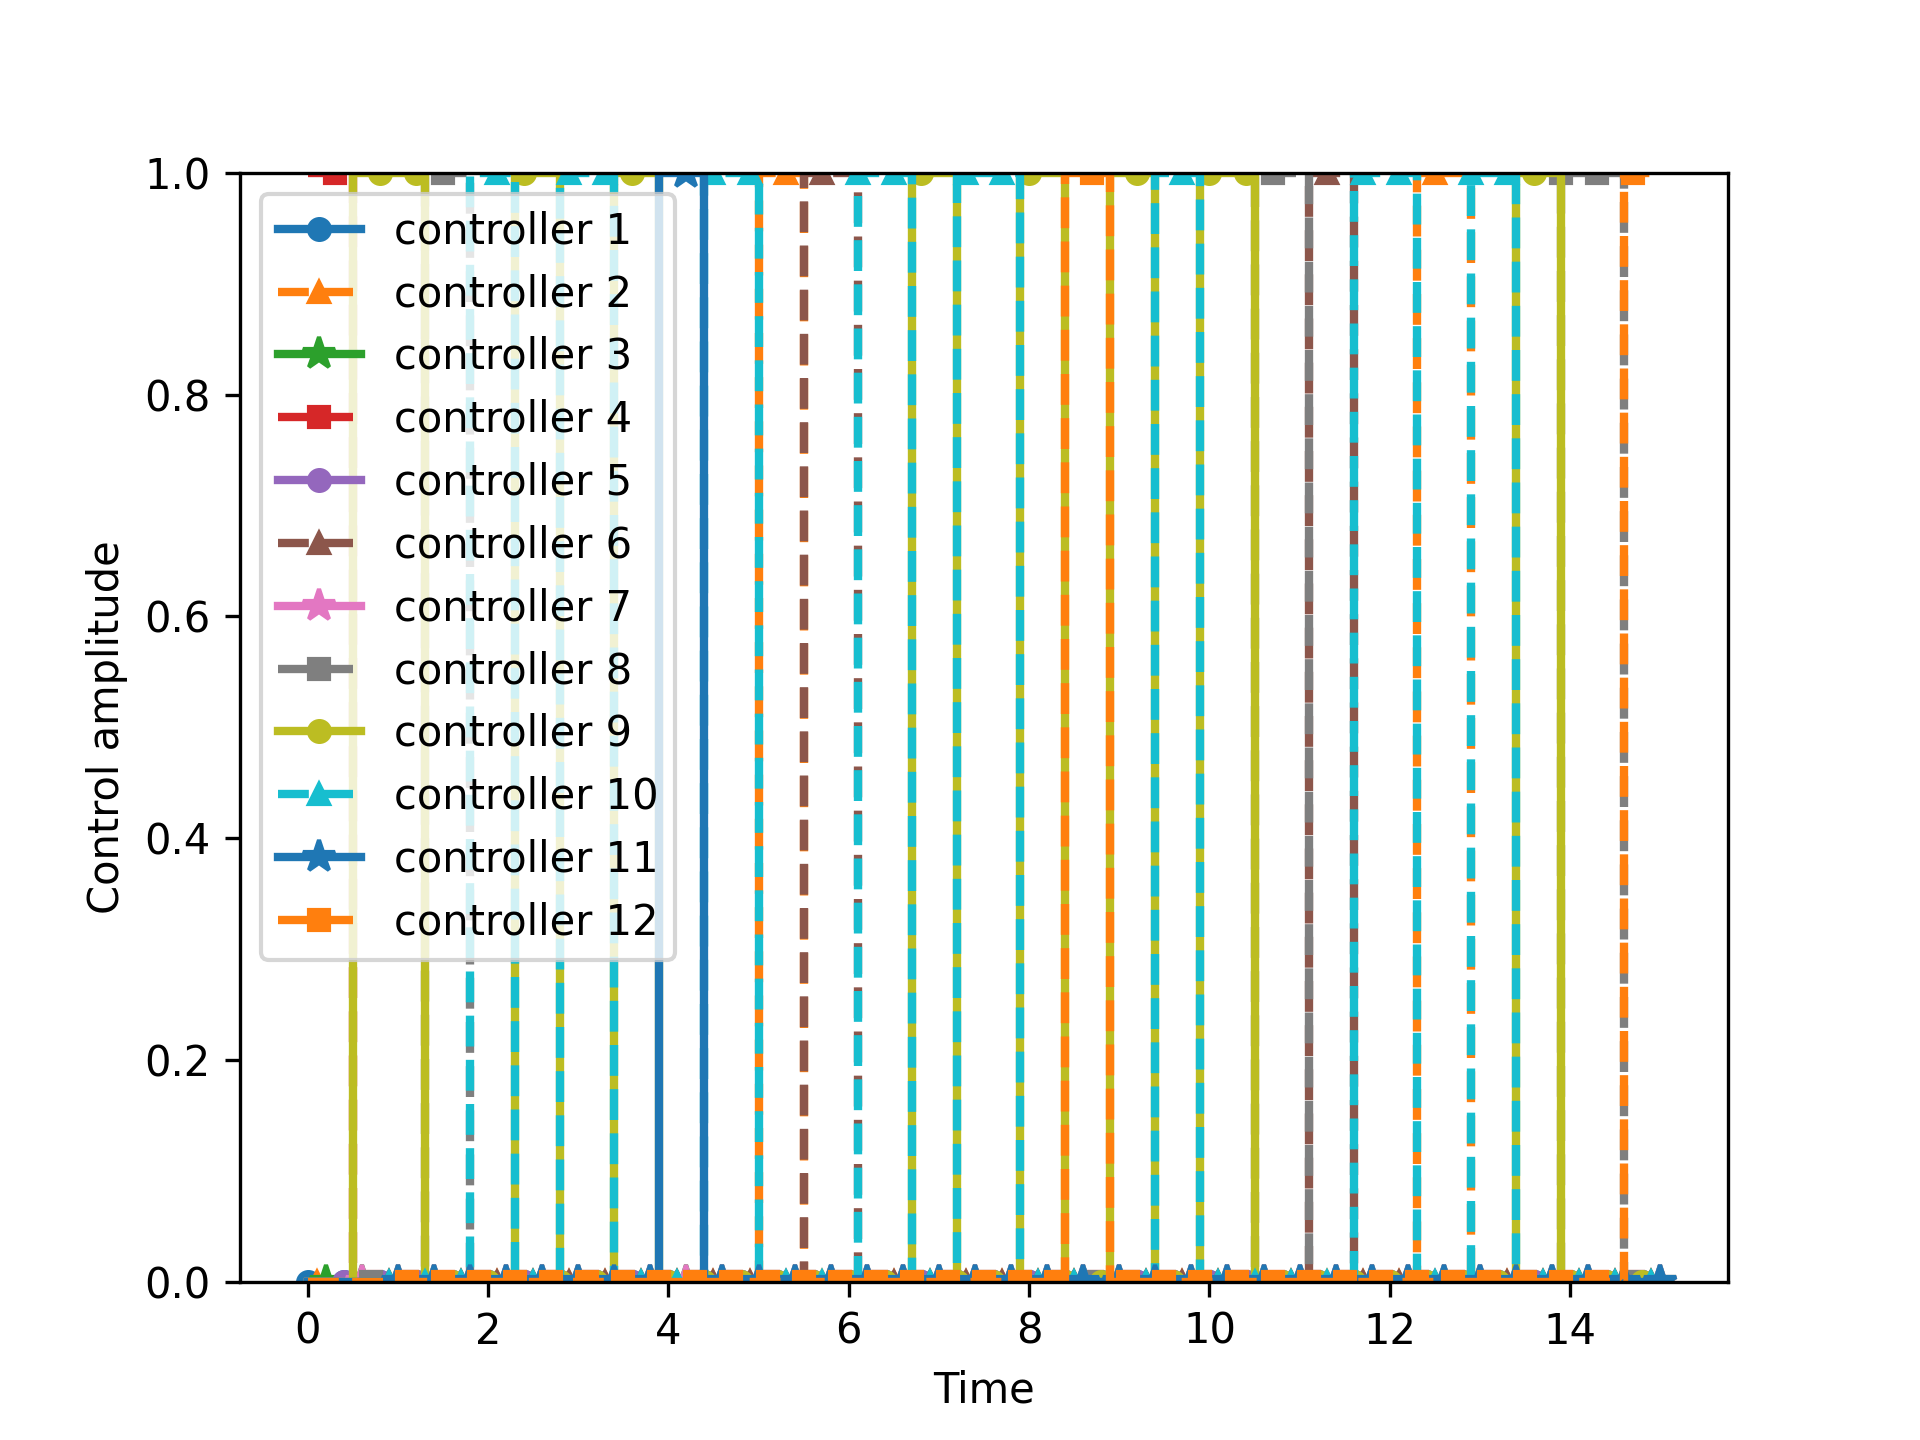 1.0
0.8
0.6
0.4
0.2
0.0
Control amplitude
controller 1
controller 2
controller 3
controller 4
controller 5
controller 6
controller 7
controller 8
controller 9
controller 10
controller 11
controller 12
0 2 4 6 8 10 12 14
Time